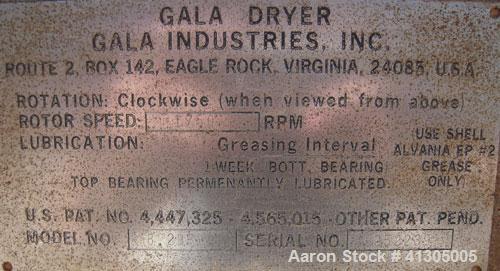 GALA DRYER
GALA INDUSTRIES, INC.
ROUTE 2, BOX 142, EAGLE ROCK, VIRGINIA, 24085, U.S.A.
ROTATION: Clockwise (when viewed from above)
ROTOR SPEED: RPM
LUBRICATION: Greasing Interval
1-WEEK BOTT. BEARING
TOP BEARING PERMENANTLY LUBRICATED.
(USE SHELL
ALVANIA EP #2
GREASE
ONLY)
U.S. PAT. NO. 4,447,325 - 4,565,015 - OTHER PAT. PEND.
MODEL NO. SERIAL NO.
Aaron Stock # 41305005